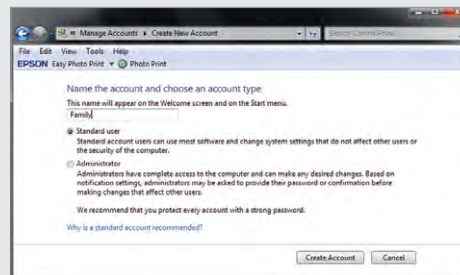 Manage Accounts ▸ Create New Account
Search Control Panel
File Edit View Tools Help
EPSON Easy Photo Print Photo Print
Name the account and choose an account type
This name will appear on the Welcome screen and on the Start menu.
Family
Standard user
Standard account users can use most software and change system settings that do not affect other users or
the security of the computer.
Administrator
Administrators have complete access to the computer and can make any desired changes. Based on
notification settings, administrators may be asked to provide their password or confirmation before
making changes that affect other users.
We recommend that you protect every account with a strong password.
Why is a standard account recommended?
Create Account Cancel